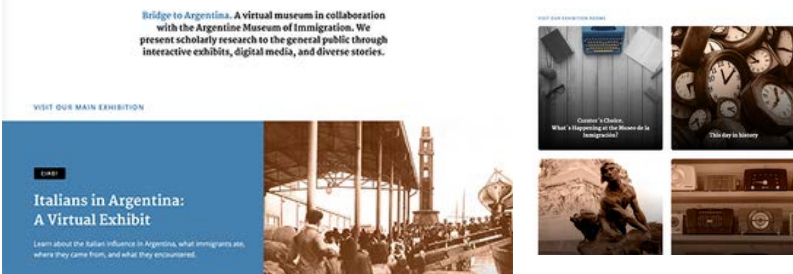 Bridge to Argentina. A virtual museum in collaboration
with the Argentine Museum of Immigration. We
present scholarly research to the general public through
interactive exhibits, digital media, and diverse stories.
VISIT OUR MAIN EXHIBITION
Italians in Argentina:
A Virtual Exhibit
Learn about the Italian influence in Argentina, what immigrants ate,
where they came from, and what they encountered.
VISIT OUR EXHIBITION ROOMS
Curator´s Choice.
What´s Happening at the Museo de la
Inmigración?
This day in history